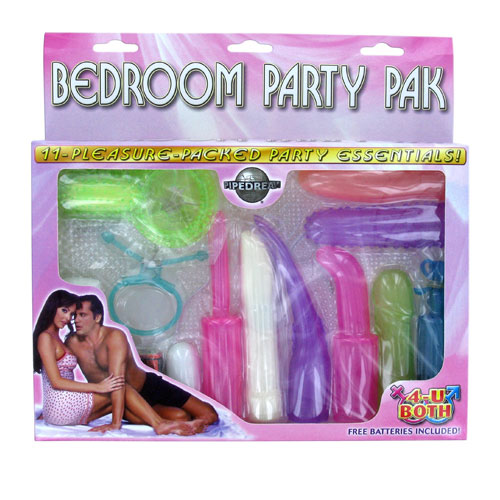 BEDROOM PARTY PAK
11-PLEASURE-PACKED PARTY ESSENTIALS!
PIPEDREAM
4-U
BOTH
FREE BATTERIES INCLUDED!